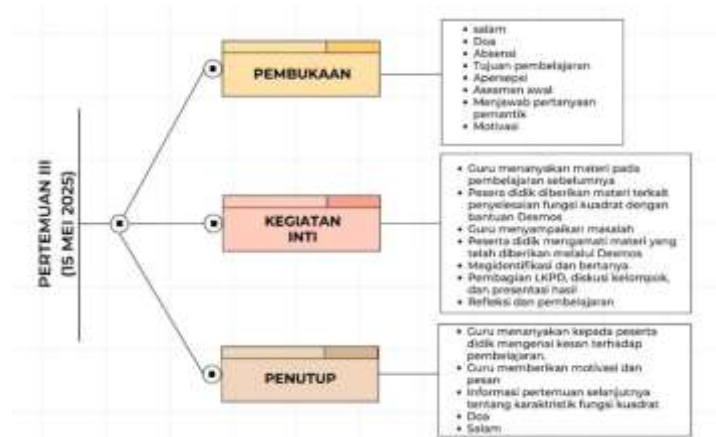 PERTEMUAN III
(15 MEI 2025)
PEMBUKAAN
• salam
• Doa
• Absensi
• Tujuan pembelajaran
• Apersepsi
• Asesmen awal
• Menjawab pertanyaan
pemantik
• Motivasi
KEGIATAN
INTI
• Guru menanyakan materi pada
pembelajaran sebelumnya
• Pesera didik diberikan materi terkait
penyelesaian fungsi kuadrat dengan
bantuan Desmos
• Guru menyampaikan masalah
• Peserta didik mengamati materi yang
telah diberikan melalui Desmos
• Megidentifikasi dan bertanya
• Pembagian LKPD, diskusi kelompok,
dan presentasi hasil
• Refleksi dan pembelajaran
PENUTUP
• Guru menanyakan kepada peserta
didik mengenai kesan terhadap
pembelajaran.
• Guru memberikan motivasi dan
pesan
• Informasi pertemuan selanjutnya
tentang karaktristik fungsi kuadrat
• Doa
• Salam